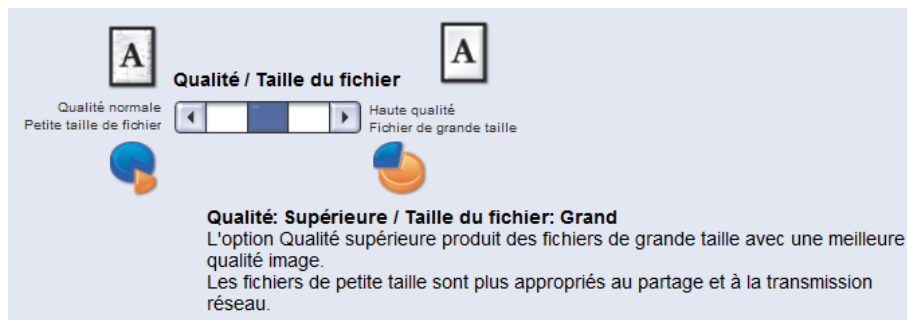 A
A
Qualité / Taille du fichier
Qualité normale
Petite taille de fichier
Haute qualité
Fichier de grande taille
Qualité: Supérieure / Taille du fichier: Grand
L'option Qualité supérieure produit des fichiers de grande taille avec une meilleure
qualité image.
Les fichiers de petite taille sont plus appropriés au partage et à la transmission
réseau.